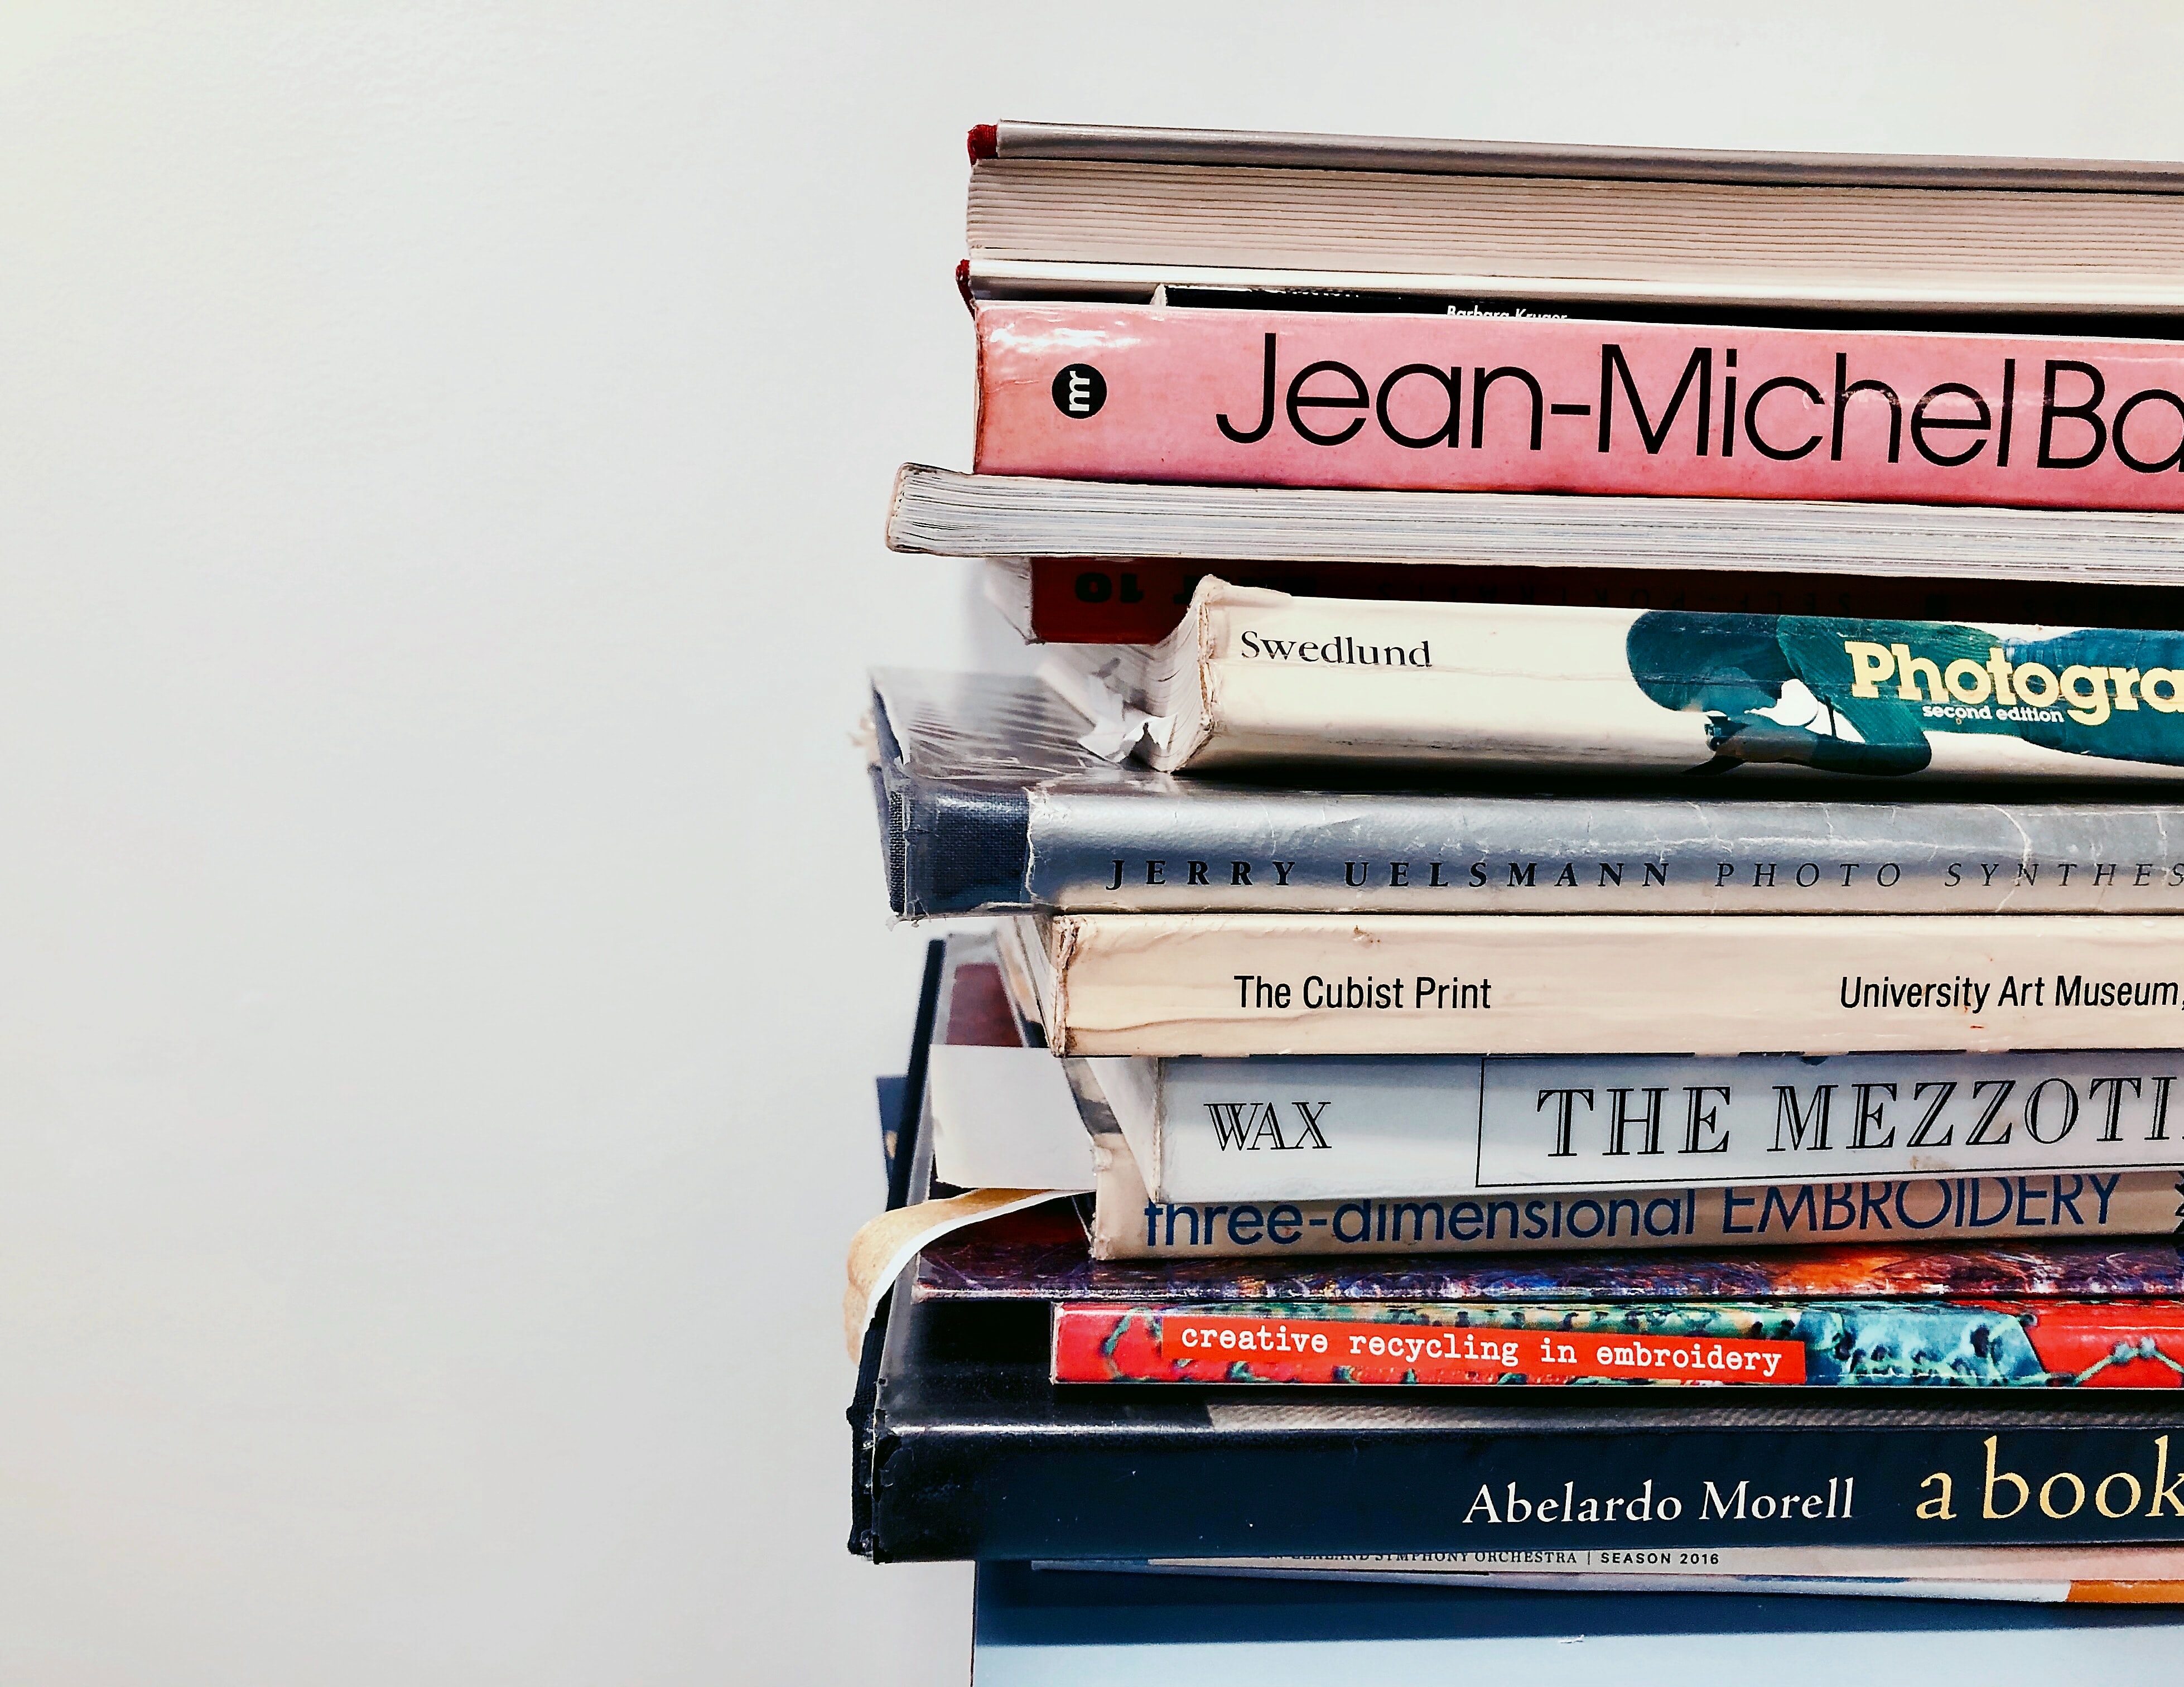 Barbara Kruger
m Jean-Michel Ba
10
Swedlund Photogra
second edition
JERRY UELSMANN PHOTO SYNTHES
The Cubist Print University Art Museum,
WAX THE MEZZOTI
three-dimensional EMBROIDERY
creative recycling in embroidery
Abelardo Morell a book
SYMPHONY ORCHESTRA | SEASON 2016